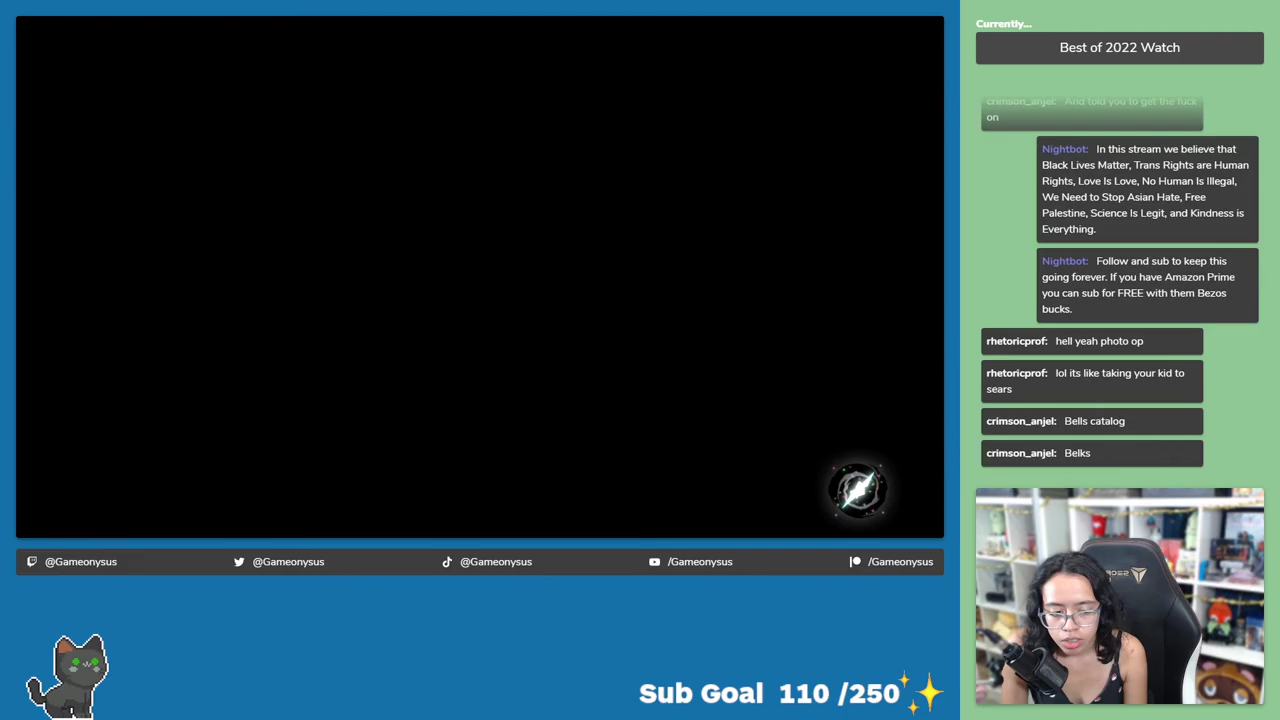 Currently...
Best of 2022 Watch
crimson_anjel: And told you to get the fuck
on
Nightbot: In this stream we believe that
Black Lives Matter, Trans Rights are Human
Rights, Love Is Love, No Human Is Illegal,
We Need to Stop Asian Hate, Free
Palestine, Science Is Legit, and Kindness is
Everything.
Nightbot: Follow and sub to keep this
going forever. If you have Amazon Prime
you can sub for FREE with them Bezos
bucks.
rhetoricprof: hell yeah photo op
rhetoricprof: lol its like taking your kid to
sears
crimson_anjel: Bells catalog
crimson_anjel: Belks
@Gameonysus
@Gameonysus
@Gameonysus
/Gameonysus
/Gameonysus
Sub Goal 110 /250